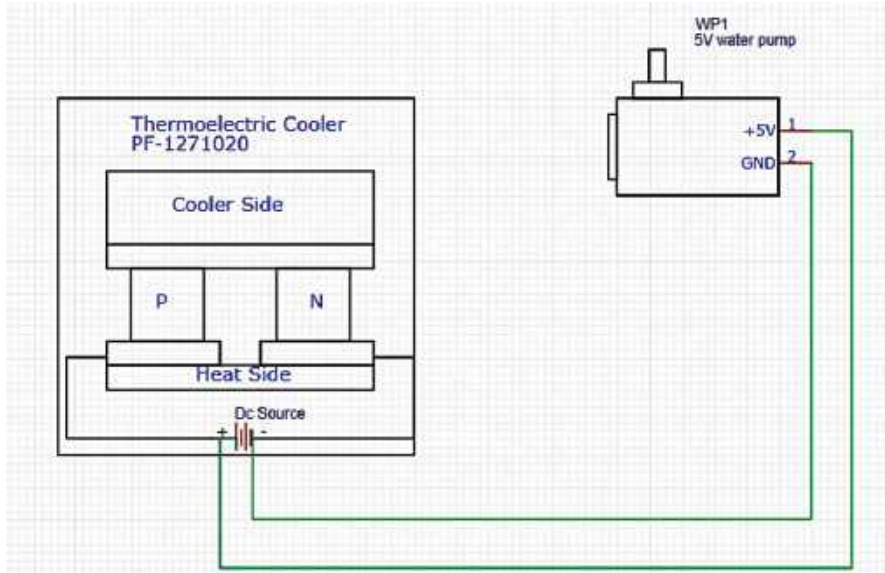 WP1
5V water pump
Thermoelectric Cooler
PF-1271020
+5V 1
GND 2
Cooler Side
P N
Heat Side
Dc Source
+ -